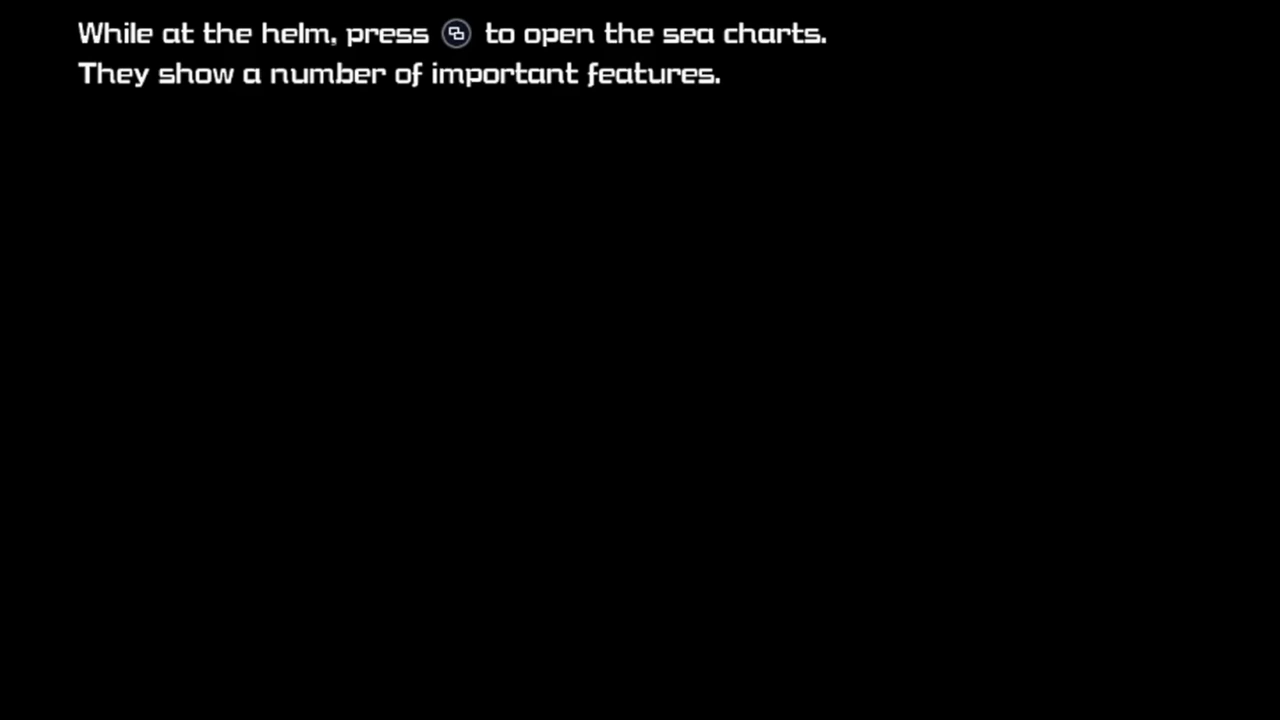 While at the helm, press to open the sea charts.
They show a number of important features.